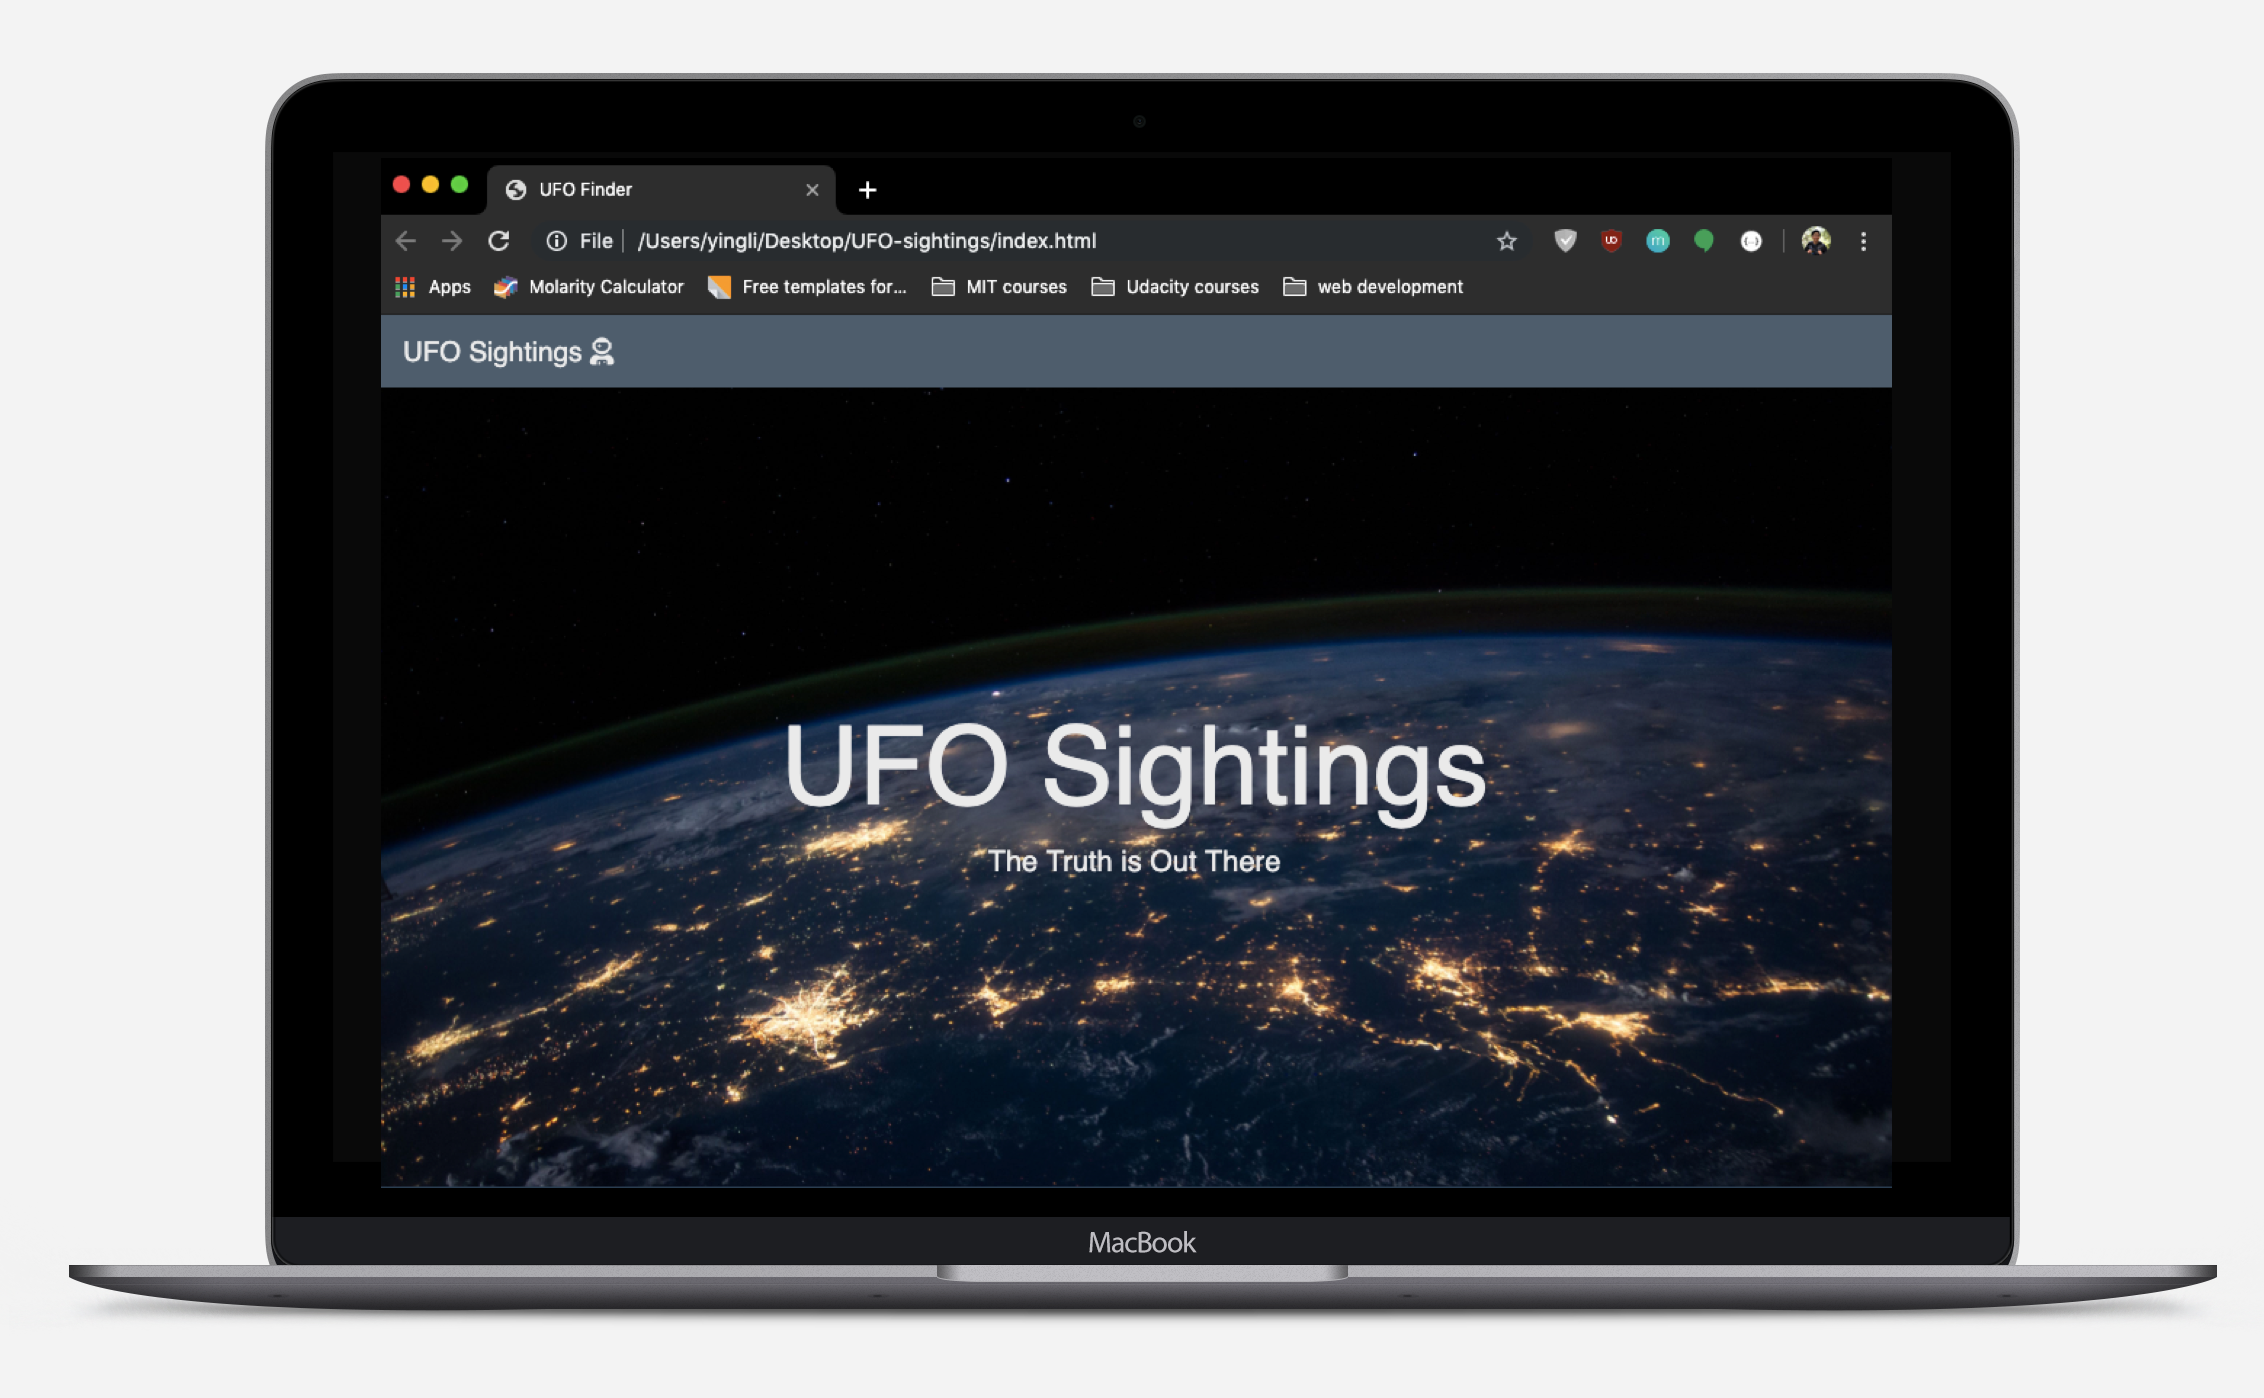 UFO Finder
File /Users/yingli/Desktop/UFO-sightings/index.html
Apps Molarity Calculator Free templates for... MIT courses Udacity courses web development
UFO Sightings
UFO Sightings
The Truth is Out There
MacBook